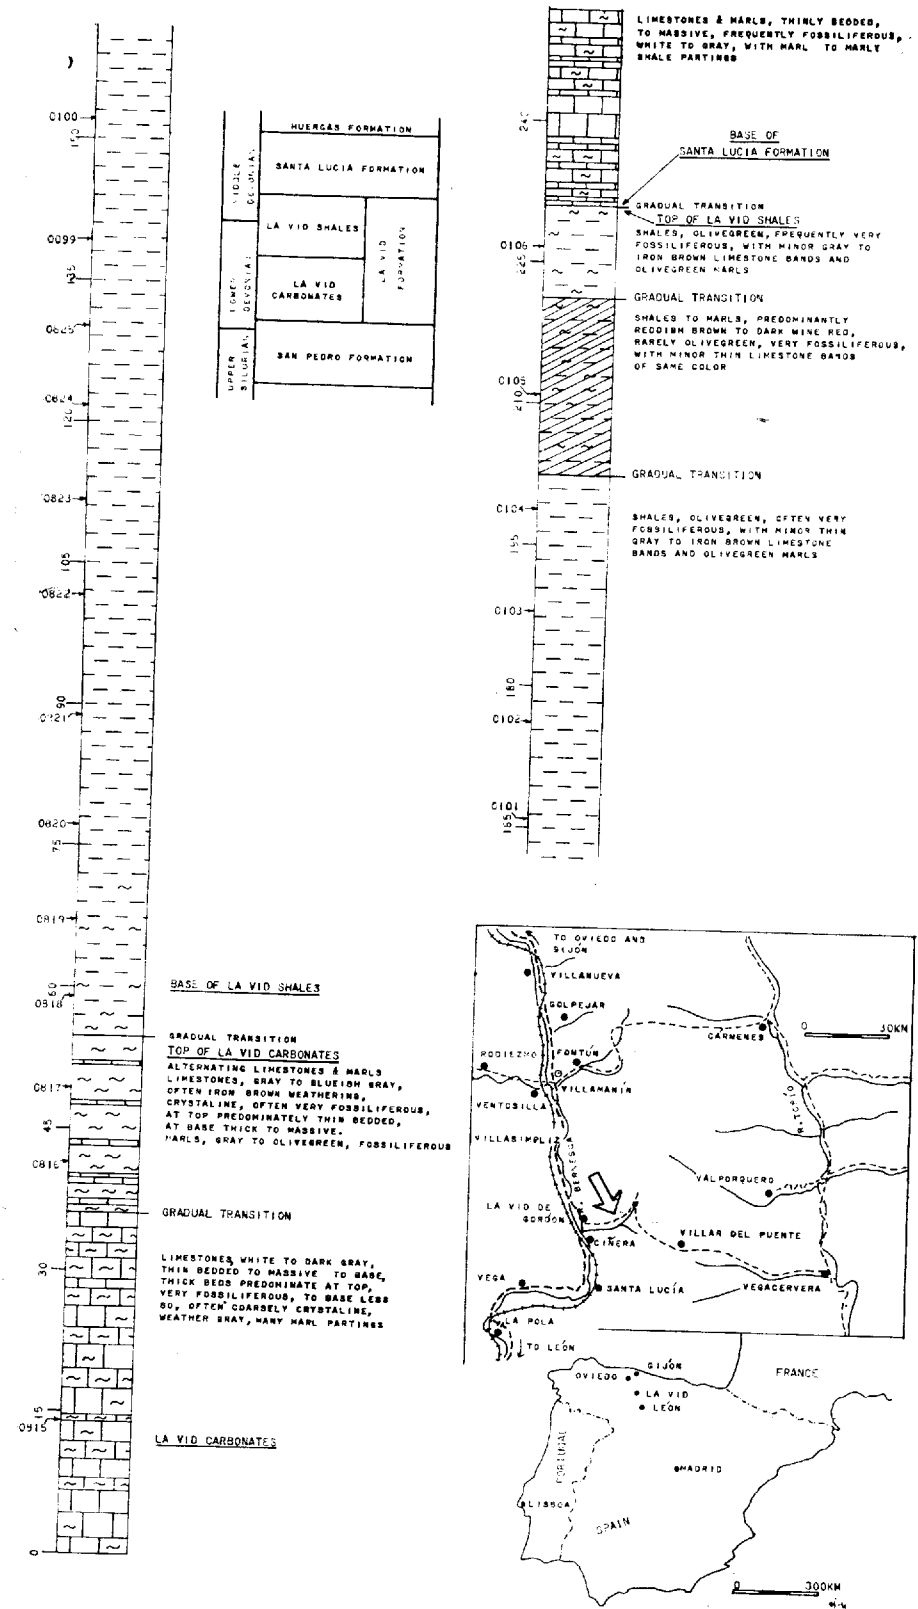 0100
150
0099
135
0825
0824
120
0823
105
0822
90
0821
0820
75
0819
60
0818
0817
45
0816
30
15
0915
0
BASE OF LA VID SHALES
GRADUAL TRANSITION
TOP OF LA VID CARBONATES
ALTERNATING LIMESTONES & MARLS
LIMESTONES, GRAY TO BLUEISH GRAY,
OFTEN IRON BROWN WEATHERING,
CRYSTALINE, OFTEN VERY FOSSILIFEROUS,
AT TOP PREDOMINATELY THIN BEDDED,
AT BASE THICK TO MASSIVE.
MARLS, GRAY TO OLIVEGREEN, FOSSILIFEROUS
GRADUAL TRANSITION
LIMESTONES, WHITE TO DARK GRAY,
THIN BEDDED TO MASSIVE TO BASE,
THICK BEDS PREDOMINATE AT TOP,
VERY FOSSILIFEROUS, TO BASE LESS
SO, OFTEN COARSELY CRYSTALINE,
WEATHER GRAY, MANY MARL PARTINGS
LA VID CARBONATES
HUERGAS FORMATION
MIDDLE
DEVONIAN
SANTA LUCIA FORMATION
LA VID SHALES
LA VID
FORMATION
LOWER
DEVONIAN
LA VID
CARBONATES
UPPER
SILURIAN
SAN PEDRO FORMATION
LIMESTONES & MARLS, THINLY BEDDED,
TO MASSIVE, FREQUENTLY FOSSILIFEROUS,
WHITE TO GRAY, WITH MARL TO MARLY
SHALE PARTINGS
240
BASE OF
SANTA LUCIA FORMATION
GRADUAL TRANSITION
TOP OF LA VID SHALES
SHALES, OLIVEGREEN, FREQUENTLY VERY
FOSSILIFEROUS, WITH MINOR GRAY TO
IRON BROWN LIMESTONE BANDS AND
OLIVEGREEN MARLS
0106
225
GRADUAL TRANSITION
SHALES TO MARLS, PREDOMINANTLY
REDDISH BROWN TO DARK WINE RED,
RARELY OLIVEGREEN, VERY FOSSILIFEROUS,
WITH MINOR THIN LIMESTONE BANDS
OF SAME COLOR
0105
210
GRADUAL TRANSITION
0104
SHALES, OLIVEGREEN, OFTEN VERY
FOSSILIFEROUS, WITH MINOR THIN
GRAY TO IRON BROWN LIMESTONE
BANDS AND OLIVEGREEN MARLS
195
0103
180
0102
0101
165
TO OVIEDO AND
GIJÓN
VILLANUEVA
GOLPEJAR
CÁRMENES
0 30KM
RODIEZMO
FONTÚN
VILLAMANÍN
VENTOSILLA
R. TORÍO
VILLASIMPLIZ
R. BERNESGA
VALPORQUERO
LA VID DE
GORDÓN
CIÑERA
VILLAR DEL PUENTE
VEGA
SANTA LUCÍA
VEGACERVERA
LA POLA
TO LEÓN
GIJÓN
OVIEDO
FRANCE
LA VID
LEÓN
PORTUGAL
MADRID
LISBOA
SPAIN
0 300KM